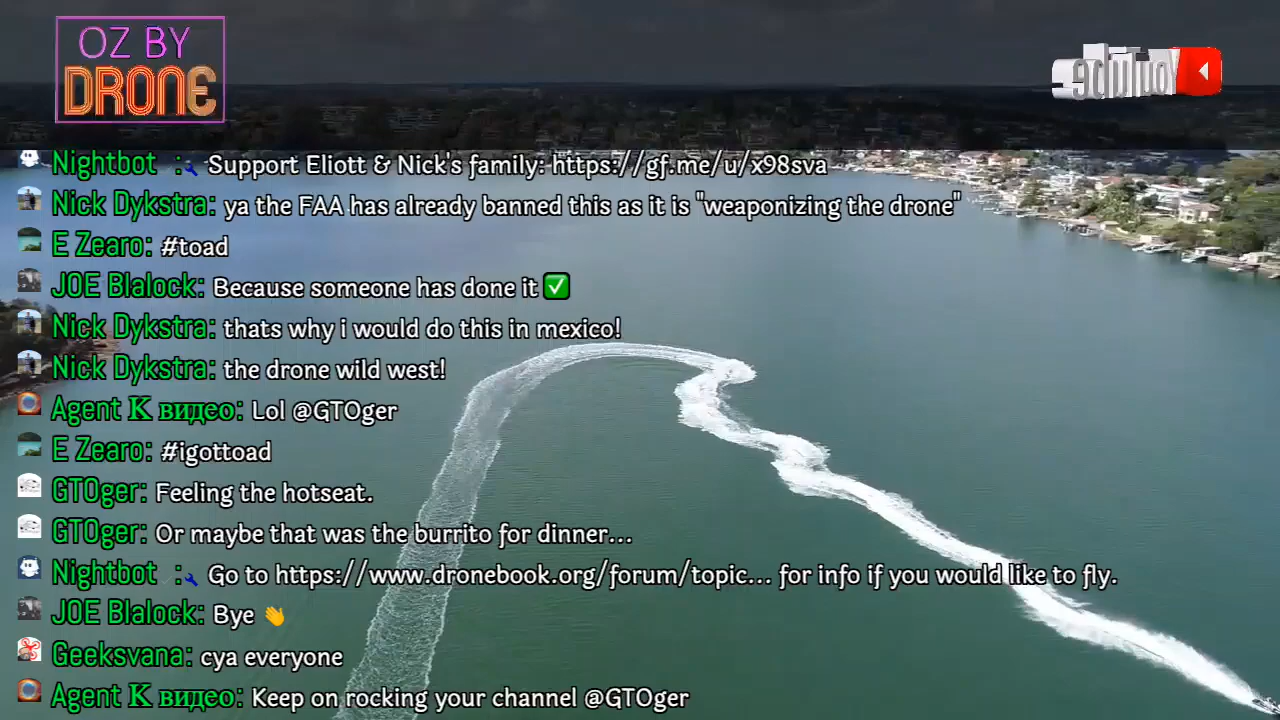 OZ BY
DRONE
YouTube
Nightbot : Support Eliott & Nick's family: https://gf.me/u/x98sva
Nick Dykstra: ya the FAA has already banned this as it is "weaponizing the drone"
E Zearo: #toad
JOE Blalock: Because someone has done it ✅
Nick Dykstra: thats why i would do this in mexico!
Nick Dykstra: the drone wild west!
Agent К видео: Lol @GTOger
E Zearo: #igottoad
GTOger: Feeling the hotseat.
GTOger: Or maybe that was the burrito for dinner...
Nightbot : Go to https://www.dronebook.org/forum/topic... for info if you would like to fly.
JOE Blalock: Bye 👋
Geeksvana: cya everyone
Agent К видео: Keep on rocking your channel @GTOger